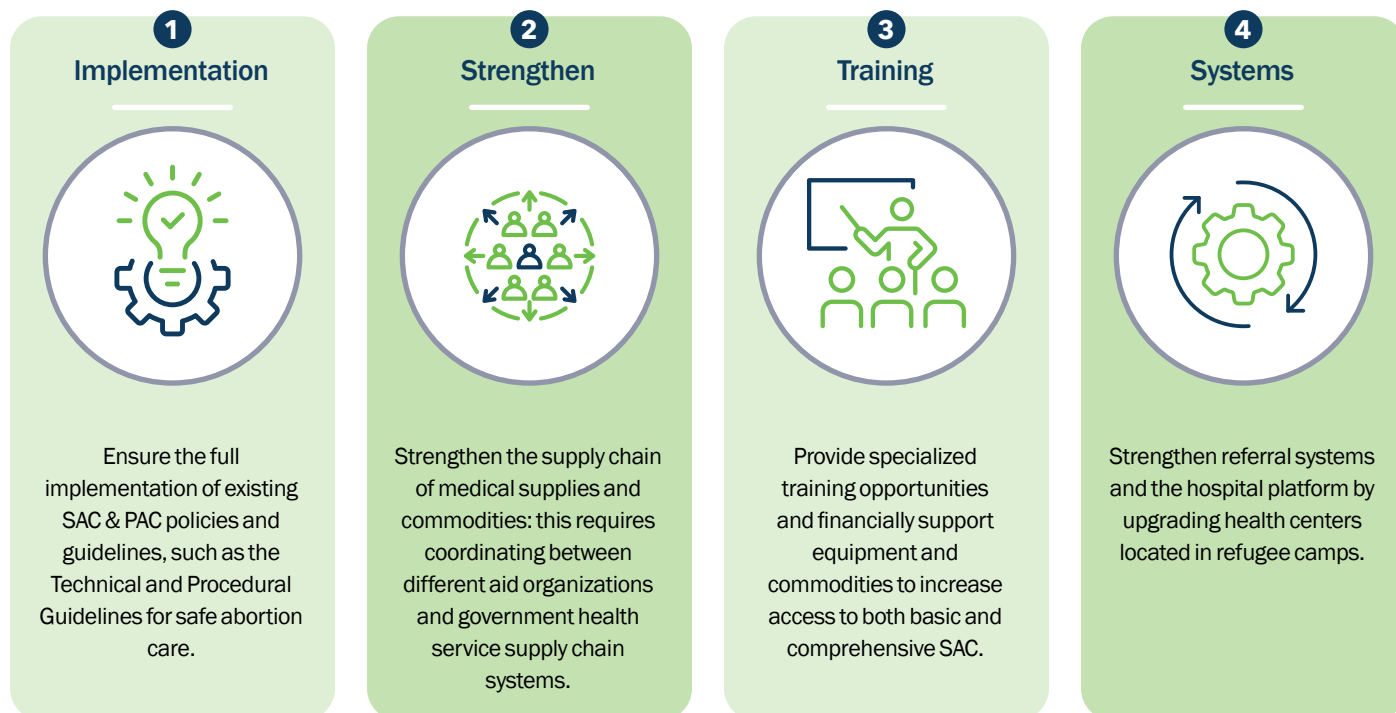 1
Implementation
Ensure the full
implementation of existing
SAC & PAC policies and
guidelines, such as the
Technical and Procedural
Guidelines for safe abortion
care.
2
Strengthen
Strengthen the supply chain
of medical supplies and
commodities: this requires
coordinating between
different aid organizations
and government health
service supply chain
systems.
3
Training
Provide specialized
training opportunities
and financially support
equipment and
commodities to increase
access to both basic and
comprehensive SAC.
4
Systems
Strengthen referral systems
and the hospital platform by
upgrading health centers
located in refugee camps.